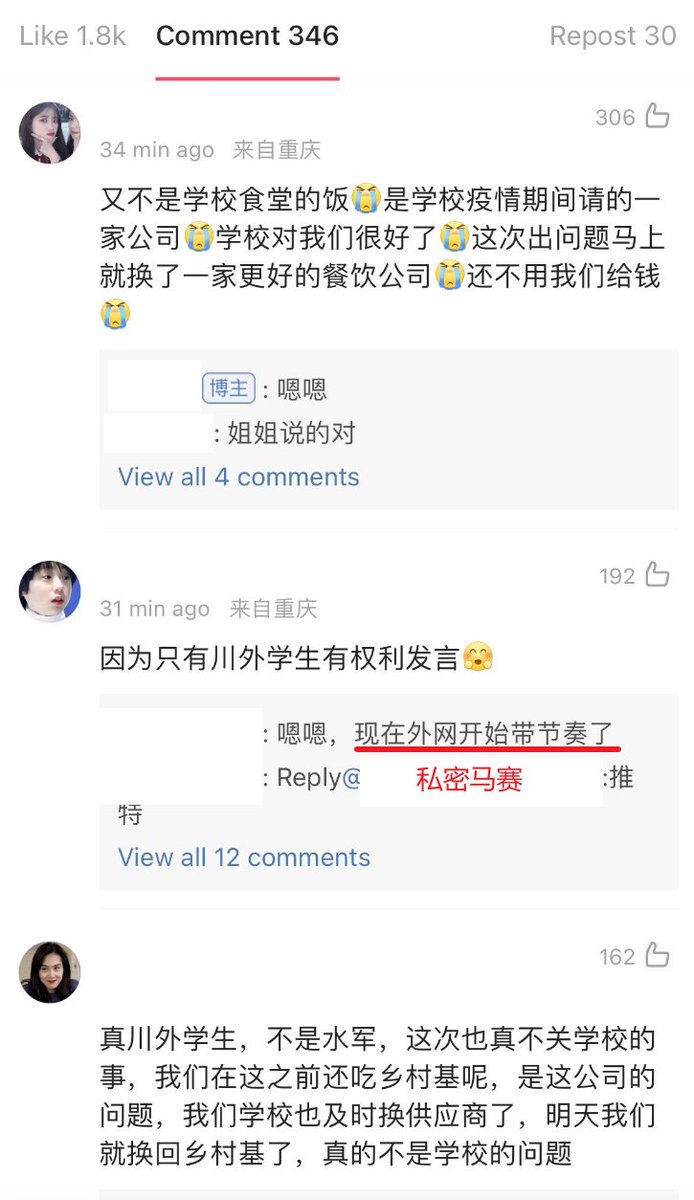 Like 1.8k Comment 346 Repost 30
306
34 min ago 来自重庆
又不是学校食堂的饭😭是学校疫情期间请的一
家公司😭学校对我们很好了😭这次出问题马上
就换了一家更好的餐饮公司😭还不用我们给钱
😭
博主 : 嗯嗯
: 姐姐说的对
View all 4 comments
192
31 min ago 来自重庆
因为只有川外学生有权利发言🤗
: 嗯嗯，现在外网开始带节奏了
: Reply@ 私密马赛 :推
特
View all 12 comments
162
真川外学生，不是水军，这次也真不关学校的
事，我们在这之前还吃乡村基呢，是这公司的
问题，我们学校也及时换供应商了，明天我们
就换回乡村基了，真的不是学校的问题